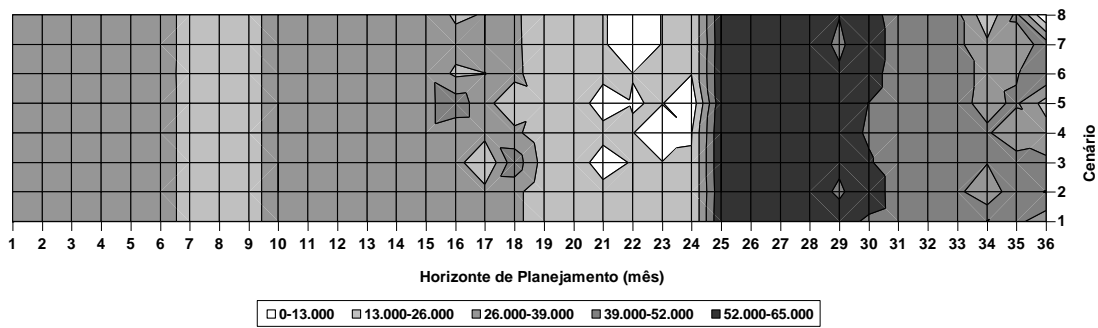 8
7
6
5
4
3
2
1
Cenário
1 2 3 4 5 6 7 8 9 10 11 12 13 14 15 16 17 18 19 20 21 22 23 24 25 26 27 28 29 30 31 32 33 34 35 36
Horizonte de Planejamento (mês)
0-13.000 13.000-26.000 26.000-39.000 39.000-52.000 52.000-65.000